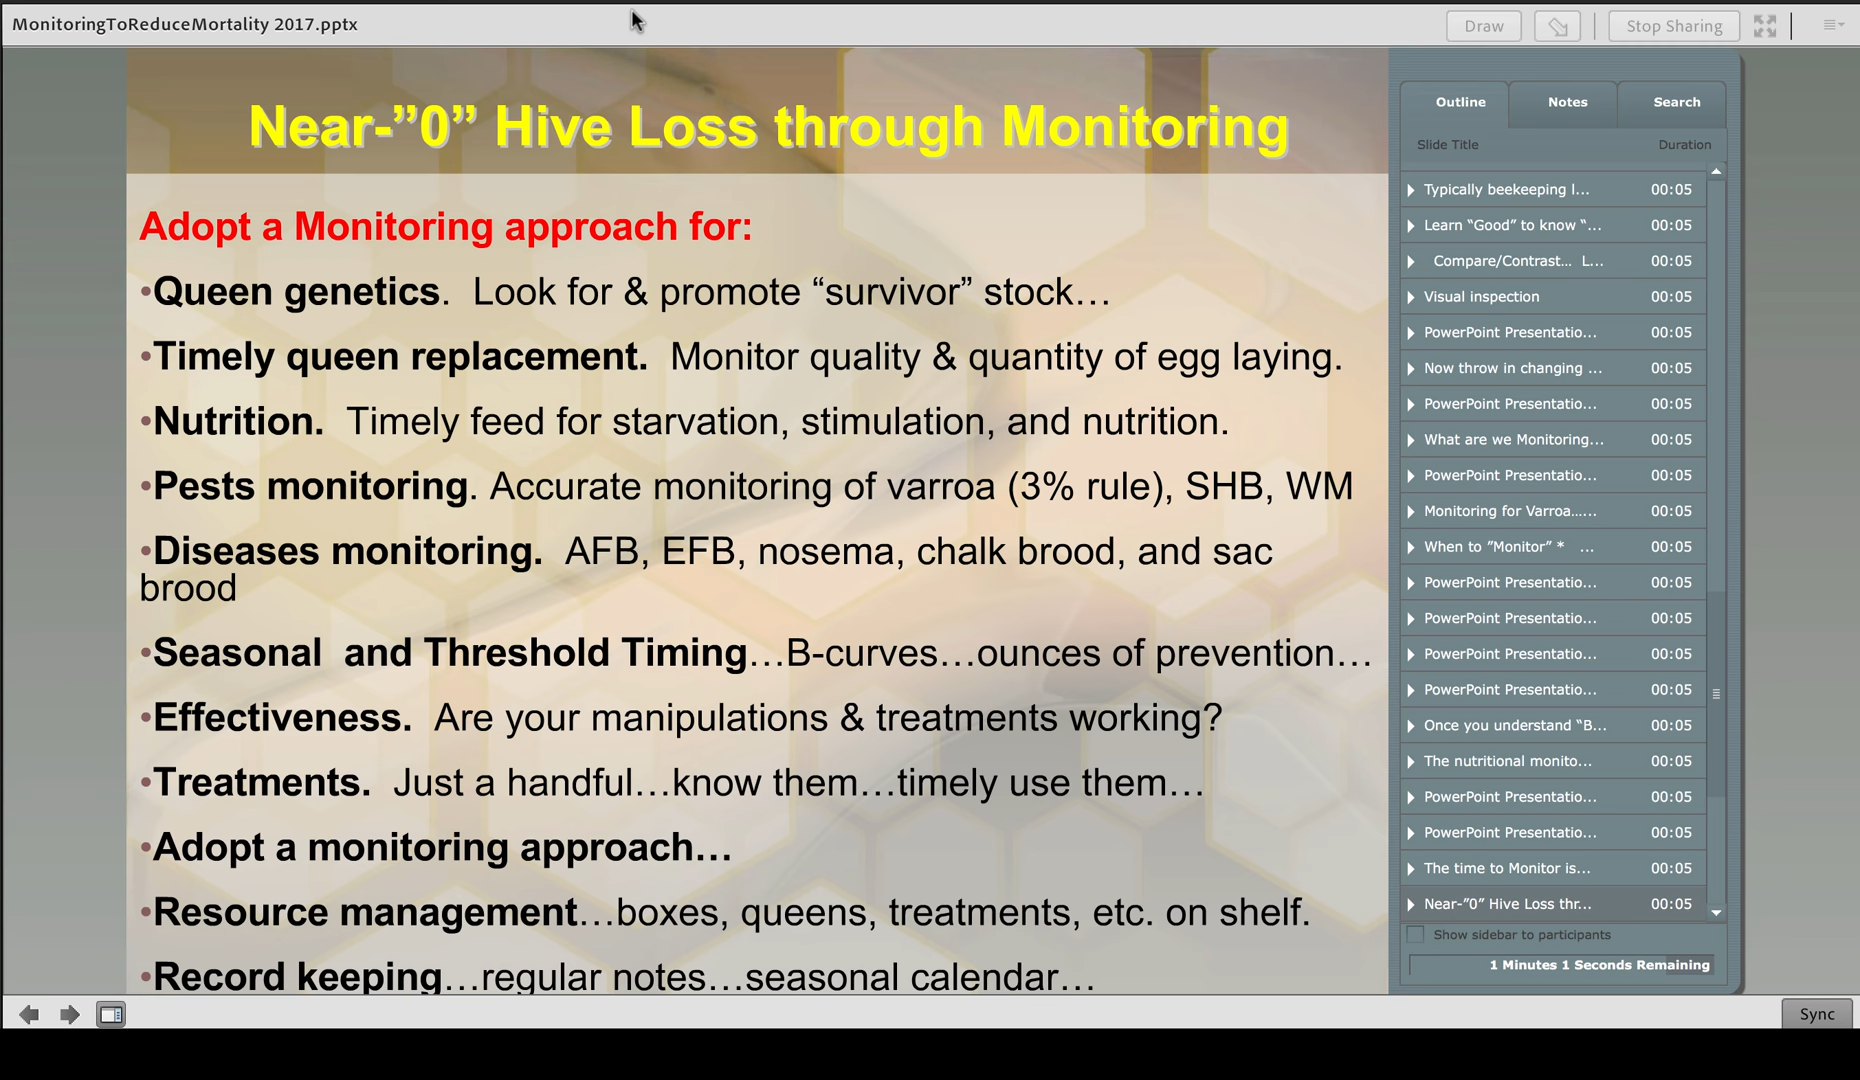 MonitoringToReduceMortality 2017.pptx
Draw
Stop Sharing
Near-”0” Hive Loss through Monitoring
Adopt a Monitoring approach for:
•Queen genetics.  Look for & promote “survivor” stock…
•Timely queen replacement.  Monitor quality & quantity of egg laying.
•Nutrition.  Timely feed for starvation, stimulation, and nutrition.
•Pests monitoring. Accurate monitoring of varroa (3% rule), SHB, WM
•Diseases monitoring.  AFB, EFB, nosema, chalk brood, and sac
brood
•Seasonal  and Threshold Timing…B-curves…ounces of prevention…
•Effectiveness.  Are your manipulations & treatments working?
•Treatments.  Just a handful…know them…timely use them…
•Adopt a monitoring approach…
•Resource management…boxes, queens, treatments, etc. on shelf.
•Record keeping…regular notes…seasonal calendar…
Outline Notes Search
Slide Title Duration
Typically beekeeping l... 00:05
Learn “Good” to know “... 00:05
Compare/Contrast… L... 00:05
Visual inspection 00:05
PowerPoint Presentatio... 00:05
Now throw in changing ... 00:05
PowerPoint Presentatio... 00:05
What are we Monitoring... 00:05
PowerPoint Presentatio... 00:05
Monitoring for Varroa…... 00:05
When to ”Monitor” * ... 00:05
PowerPoint Presentatio... 00:05
PowerPoint Presentatio... 00:05
PowerPoint Presentatio... 00:05
PowerPoint Presentatio... 00:05
Once you understand “B... 00:05
The nutritional monito... 00:05
PowerPoint Presentatio... 00:05
PowerPoint Presentatio... 00:05
The time to Monitor is... 00:05
Near-”0” Hive Loss thr... 00:05
Show sidebar to participants
1 Minutes 1 Seconds Remaining
Sync